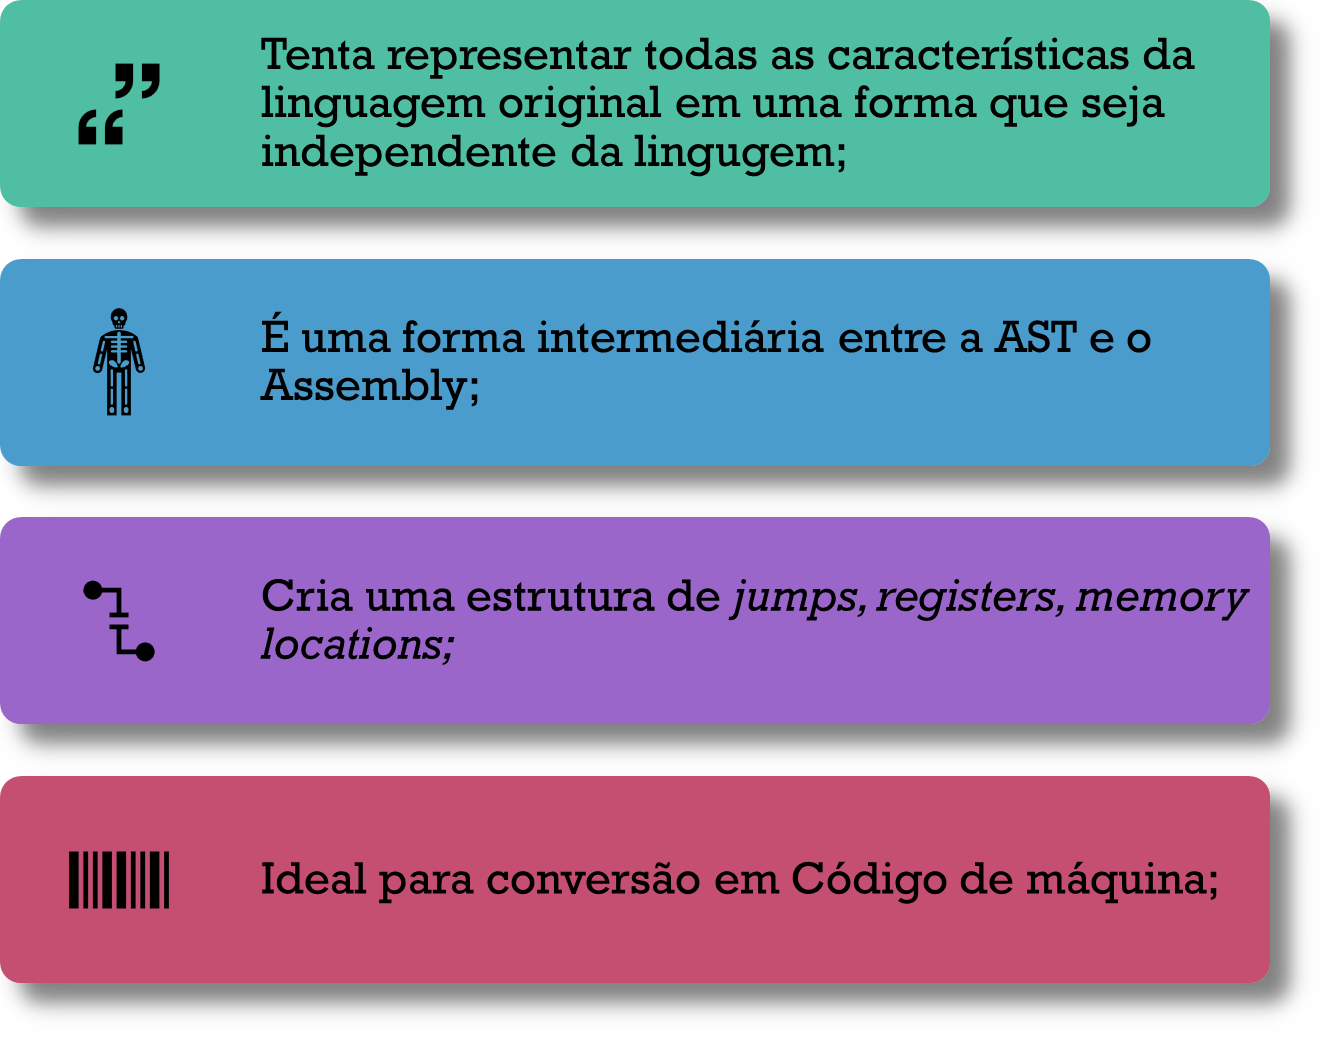 Tenta representar todas as características da
linguagem original em uma forma que seja
independente da lingugem;
É uma forma intermediária entre a AST e o
Assembly;
Cria uma estrutura de jumps, registers, memory
locations;
Ideal para conversão em Código de máquina;